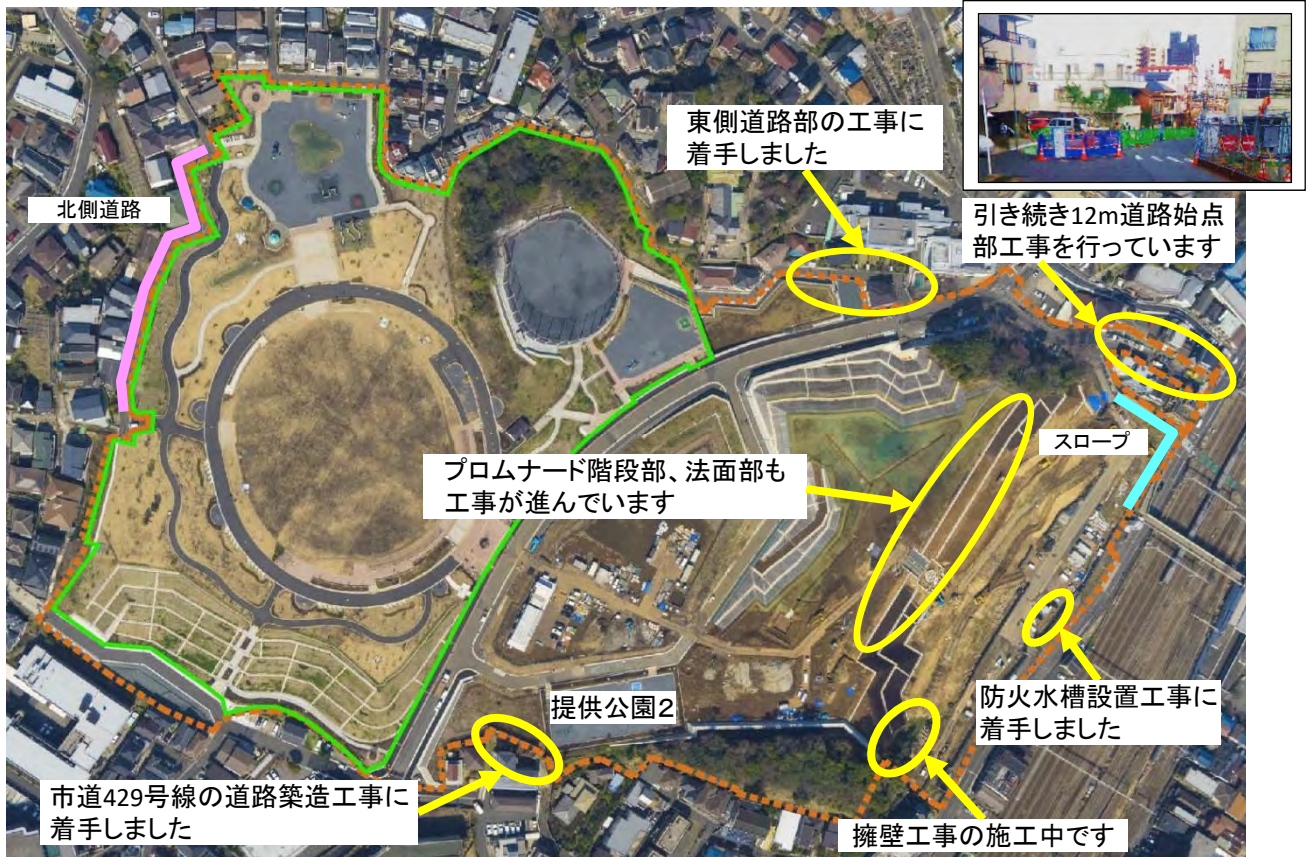 東側道路部の工事に
着手しました
引き続き12m道路始点
部工事を行っています
北側道路
スロープ
プロムナード階段部、法面部も
工事が進んでいます
提供公園2
防火水槽設置工事に
着手しました
市道429号線の道路築造工事に
着手しました
擁壁工事の施工中です